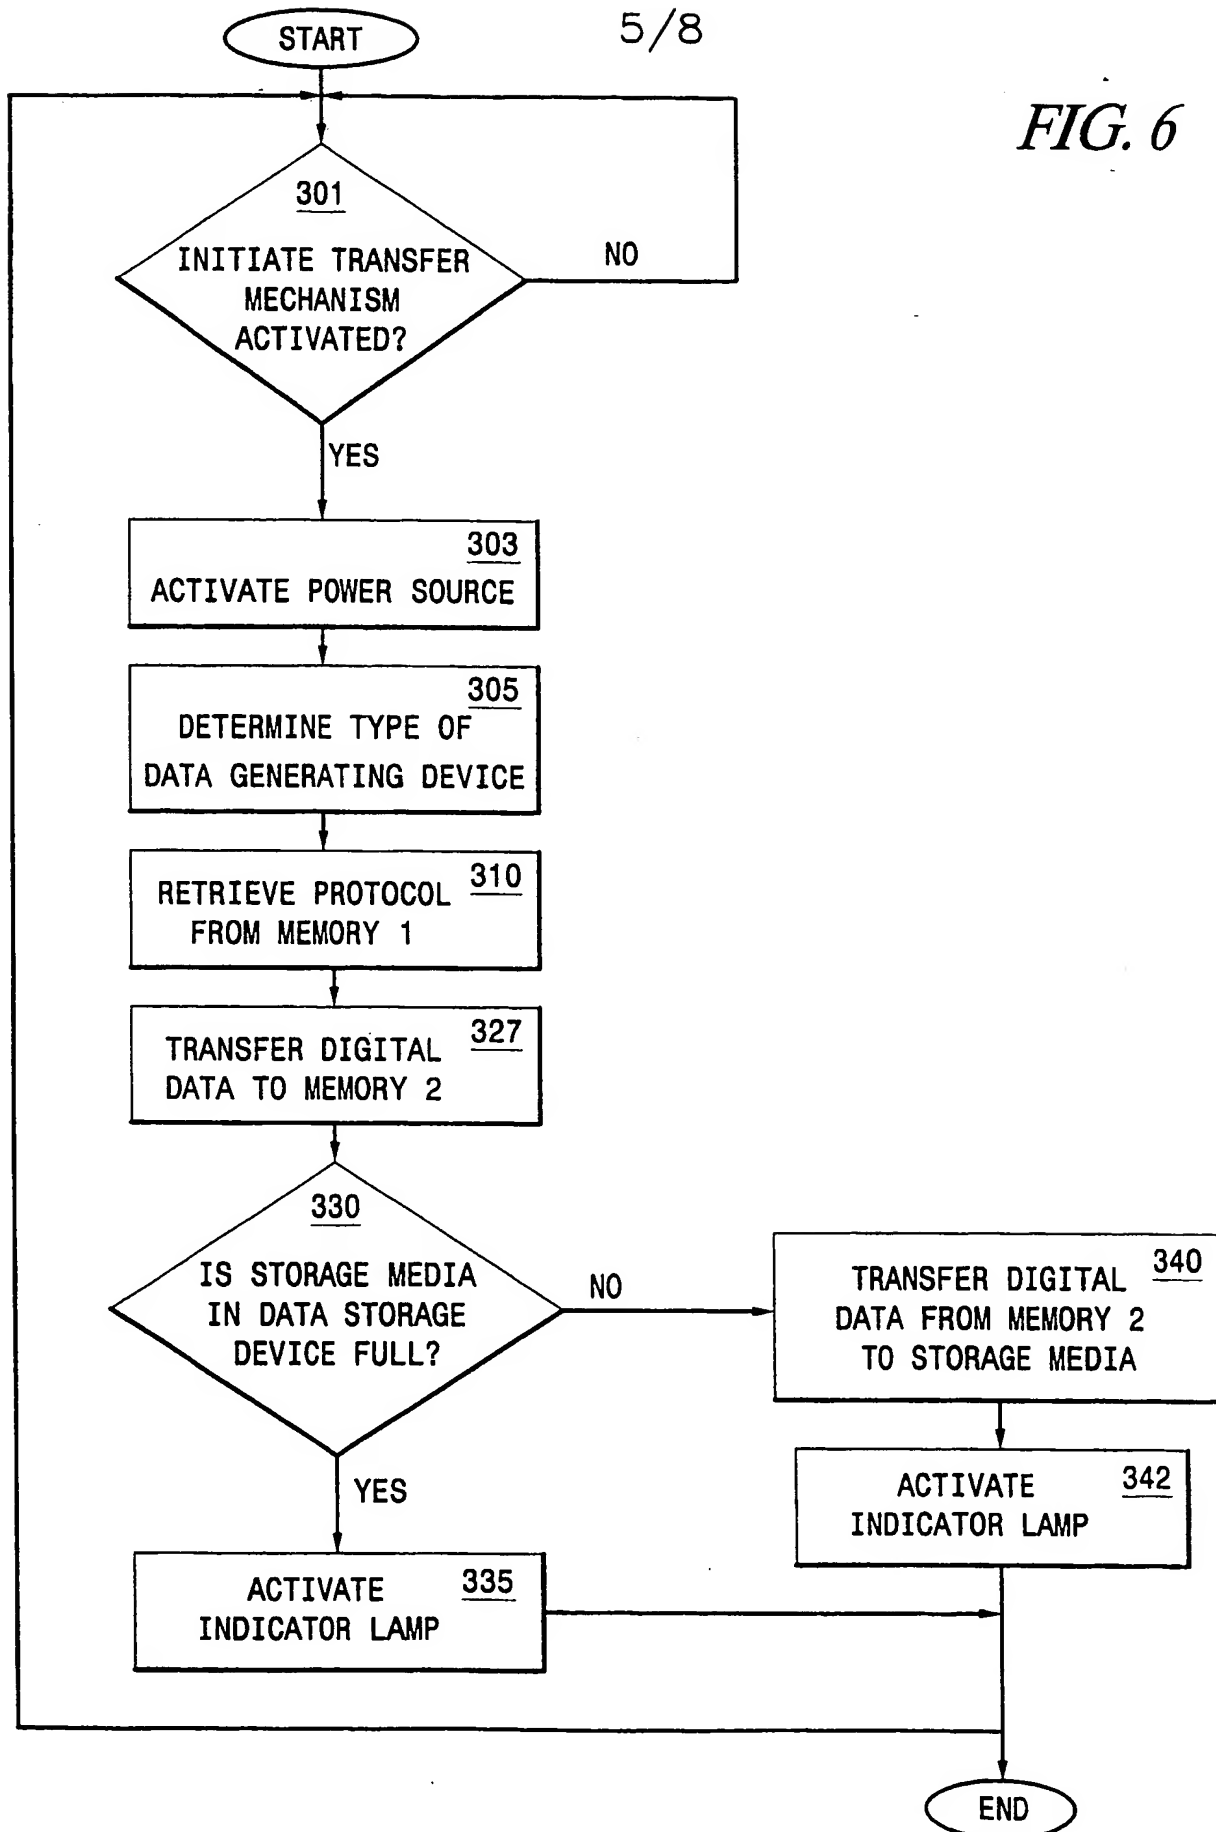 START
5/8
FIG. 6
301
INITIATE TRANSFER
MECHANISM
ACTIVATED?
NO
YES
303
ACTIVATE POWER SOURCE
305
DETERMINE TYPE OF
DATA GENERATING DEVICE
310
RETRIEVE PROTOCOL
FROM MEMORY 1
327
TRANSFER DIGITAL
DATA TO MEMORY 2
330
IS STORAGE MEDIA
IN DATA STORAGE
DEVICE FULL?
NO
340
TRANSFER DIGITAL
DATA FROM MEMORY 2
TO STORAGE MEDIA
YES
342
ACTIVATE
INDICATOR LAMP
335
ACTIVATE
INDICATOR LAMP
END